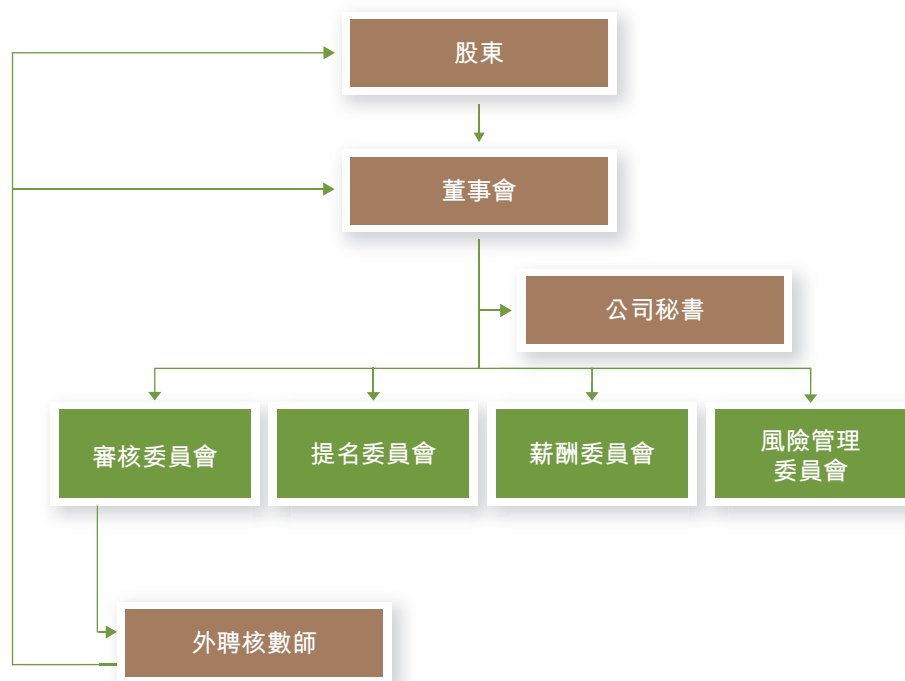 股東
董事會
公司秘書
審核委員會
提名委員會
薪酬委員會
風險管理
委員會
外聘核數師